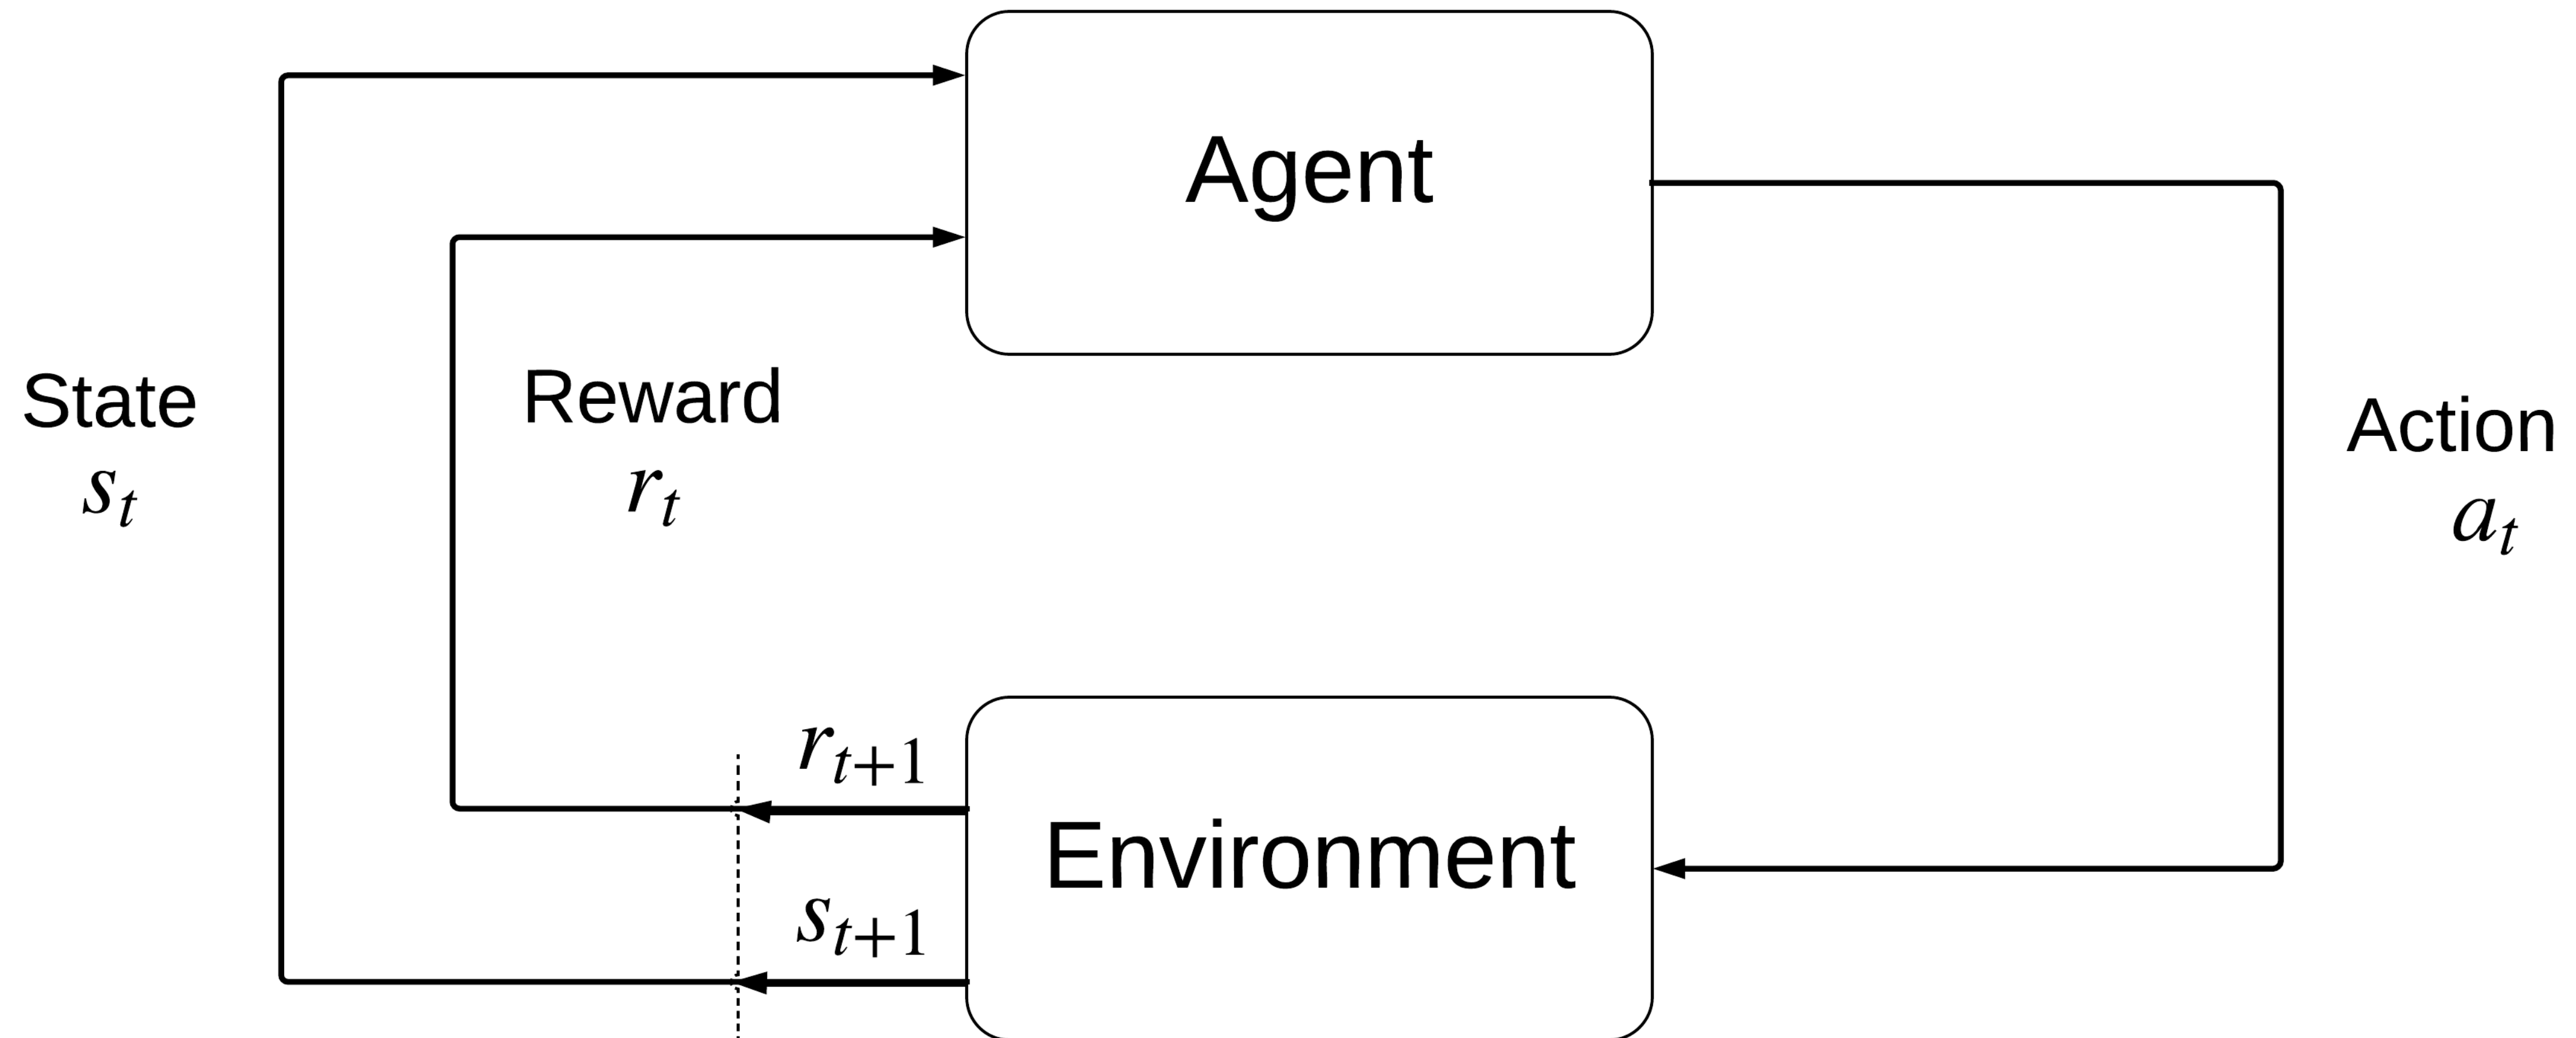 Agent
State
s_t
Reward
r_t
Action
a_t
r_{t+1}
Environment
s_{t+1}